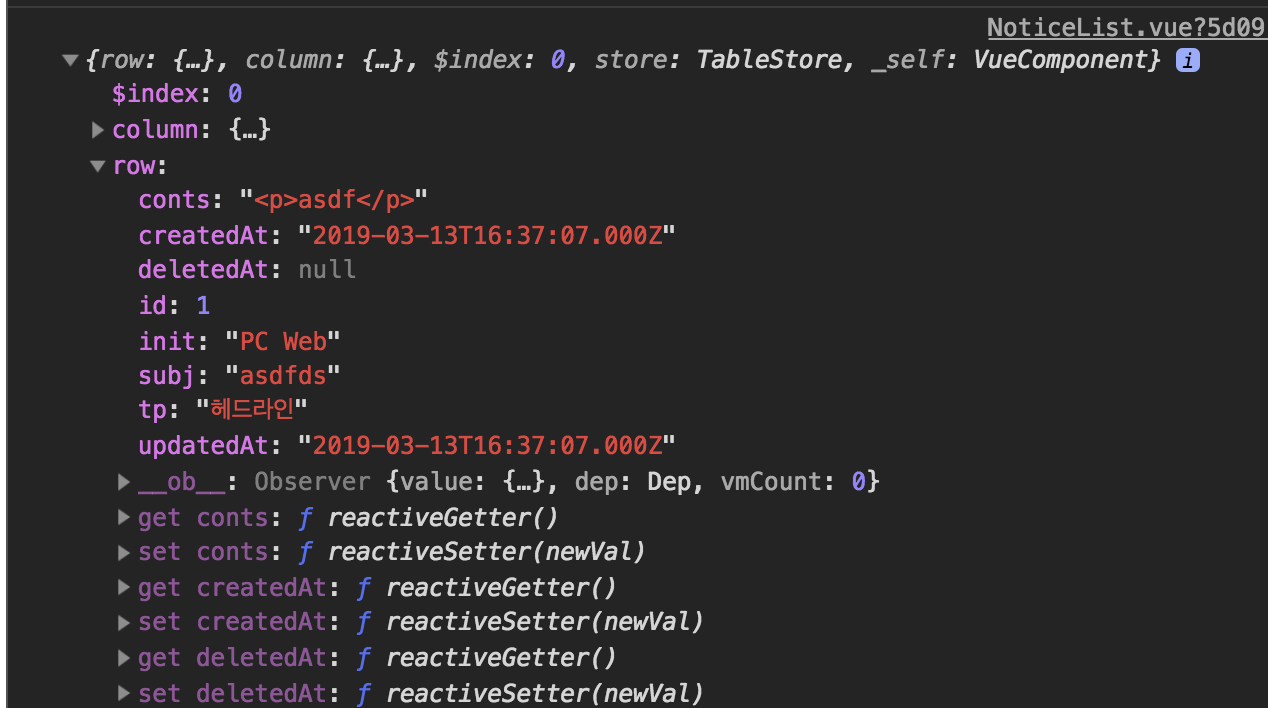 NoticeList.vue?5d09
▼{row: {…}, column: {…}, $index: 0, store: TableStore, _self: VueComponent} i
$index: 0
▶column: {…}
▼row:
conts: "<p>asdf</p>"
createdAt: "2019-03-13T16:37:07.000Z"
deletedAt: null
id: 1
init: "PC Web"
subj: "asdfds"
tp: "헤드라인"
updatedAt: "2019-03-13T16:37:07.000Z"
▶__ob__: Observer {value: {…}, dep: Dep, vmCount: 0}
▶get conts: ƒ reactiveGetter()
▶set conts: ƒ reactiveSetter(newVal)
▶get createdAt: ƒ reactiveGetter()
▶set createdAt: ƒ reactiveSetter(newVal)
▶get deletedAt: ƒ reactiveGetter()
▶set deletedAt: ƒ reactiveSetter(newVal)